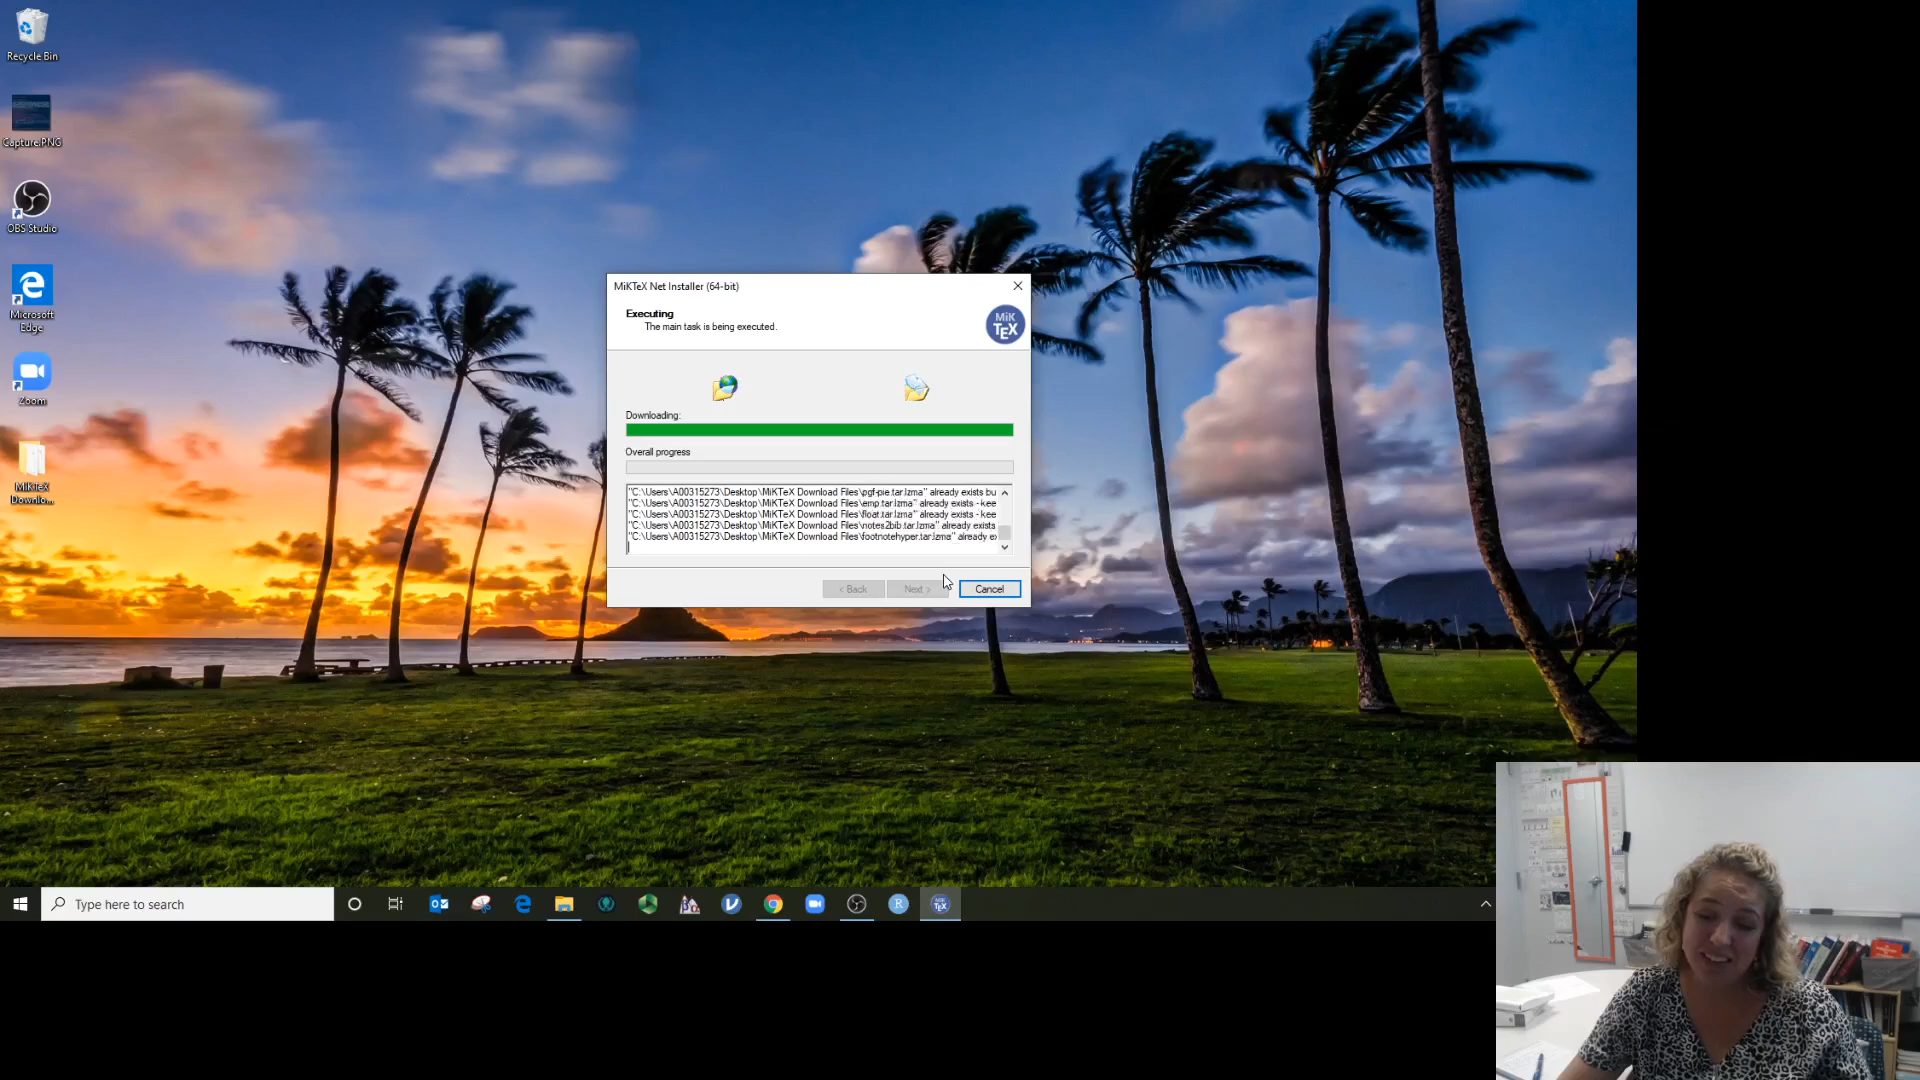 Recycle Bin
Capture.PNG
OBS Studio
Microsoft
Edge
Zoom
MiKTeX
Downlo...
MiKTeX Net Installer (64-bit)
Executing
The main task is being executed.
MiK
TEX
Downloading:
Overall progress
"C:\Users\A00315273\Desktop\MiKTeX Download Files\pgf-pie.tar.lzma" already exists bu
"C:\Users\A00315273\Desktop\MiKTeX Download Files\emp.tar.lzma" already exists - kee
"C:\Users\A00315273\Desktop\MiKTeX Download Files\float.tar.lzma" already exists - kee
"C:\Users\A00315273\Desktop\MiKTeX Download Files\notes2bib.tar.lzma" already exists
"C:\Users\A00315273\Desktop\MiKTeX Download Files\footnotehyper.tar.lzma" already ex
< Back
Next >
Cancel
Type here to search